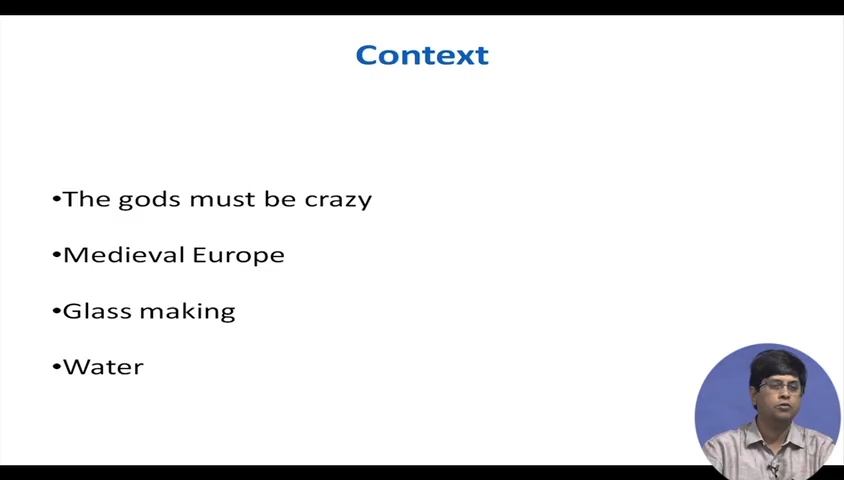 Context
•The gods must be crazy
•Medieval Europe
•Glass making
•Water